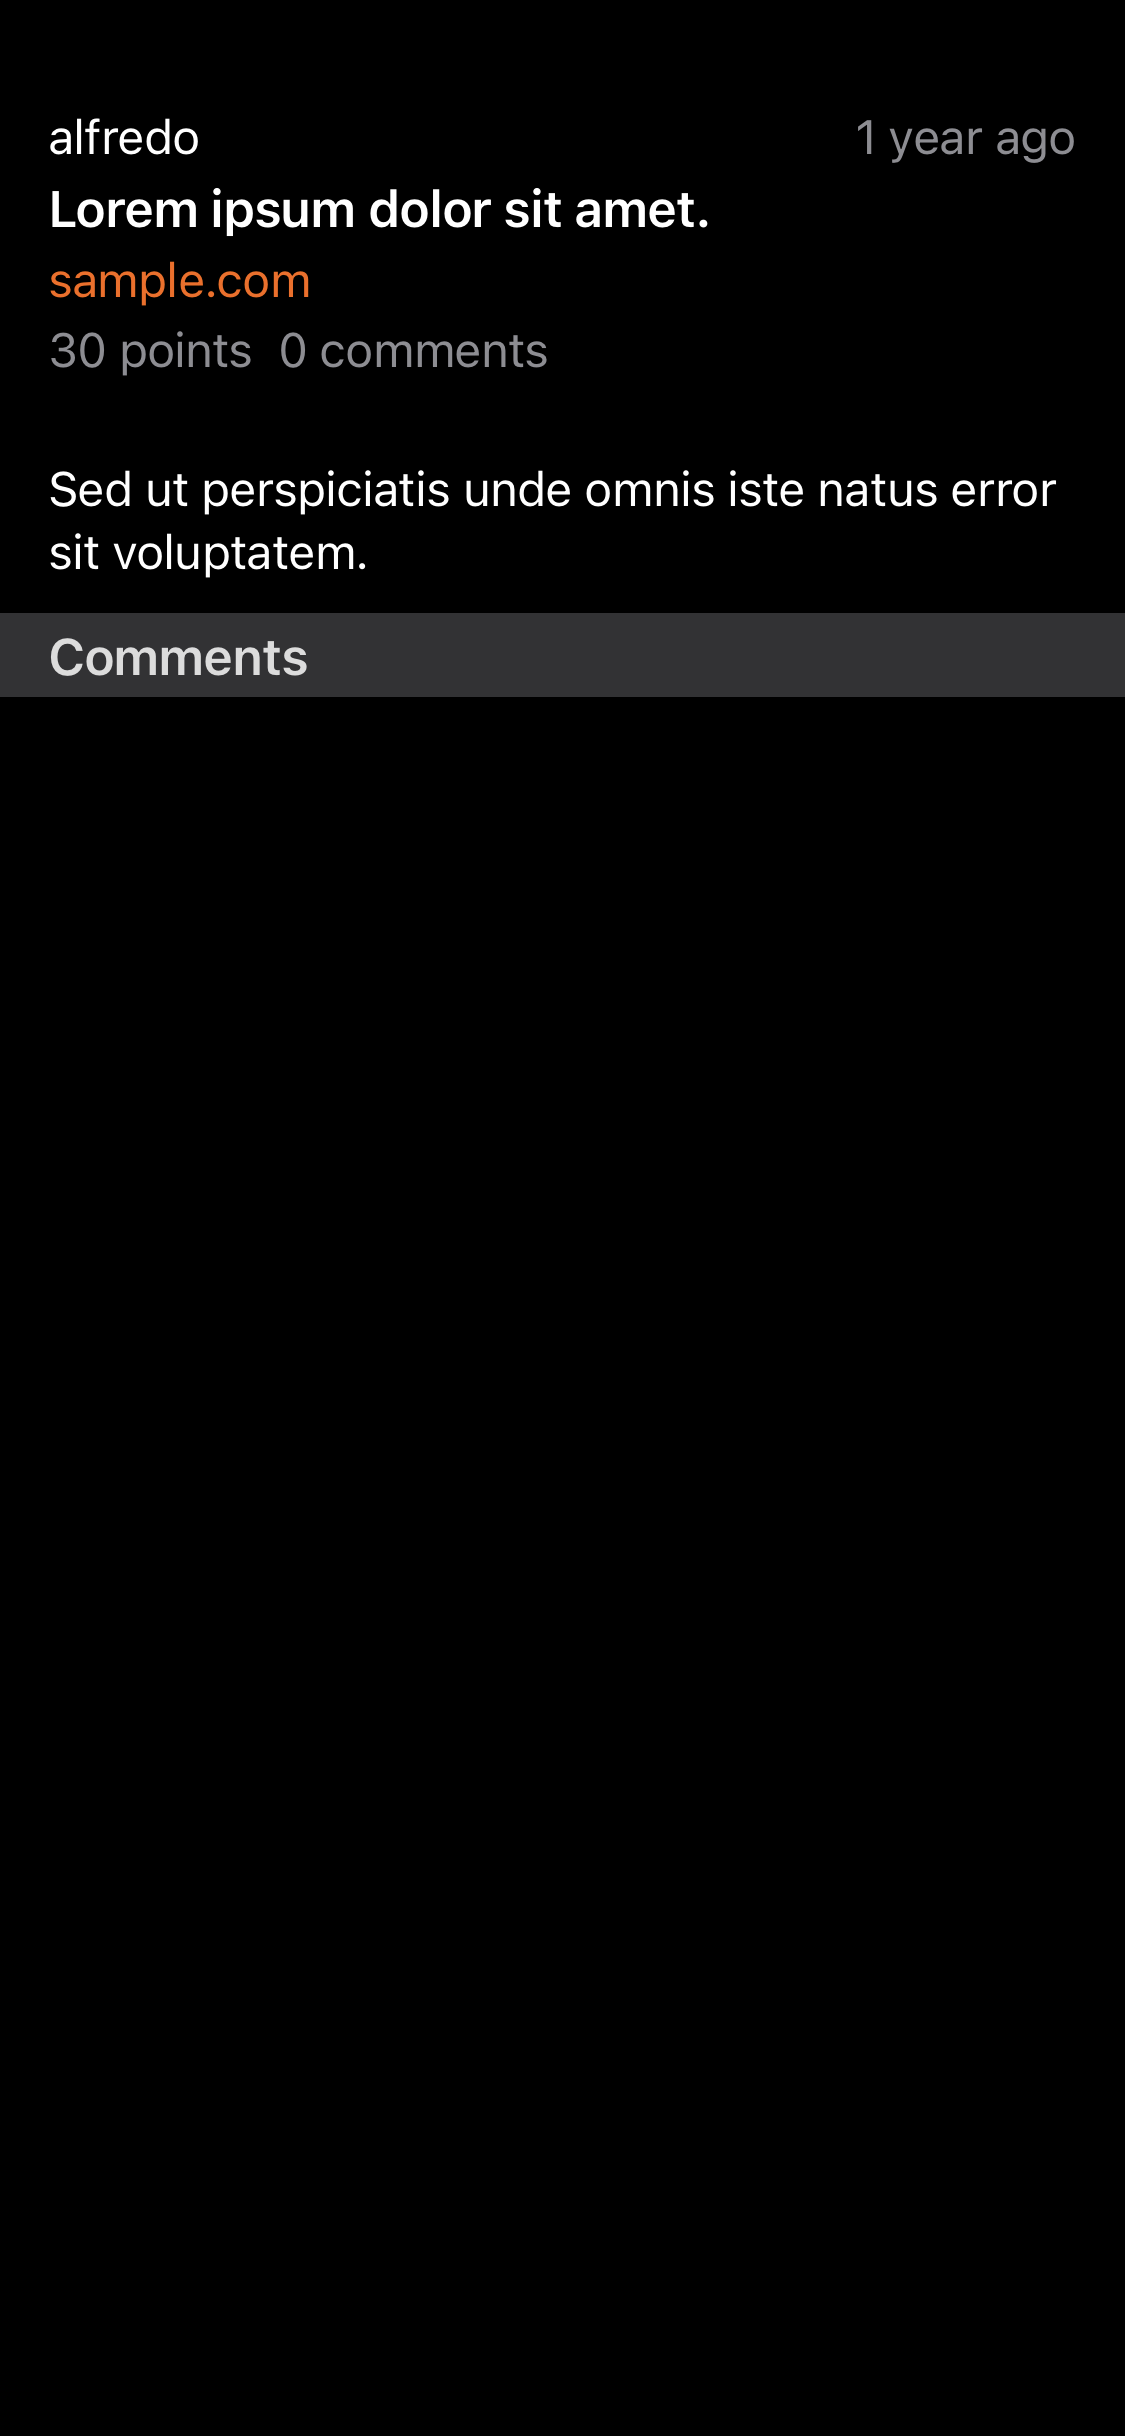 alfredo 1 year ago
Lorem ipsum dolor sit amet.
sample.com
30 points 0 comments
Sed ut perspiciatis unde omnis iste natus error
sit voluptatem.
Comments